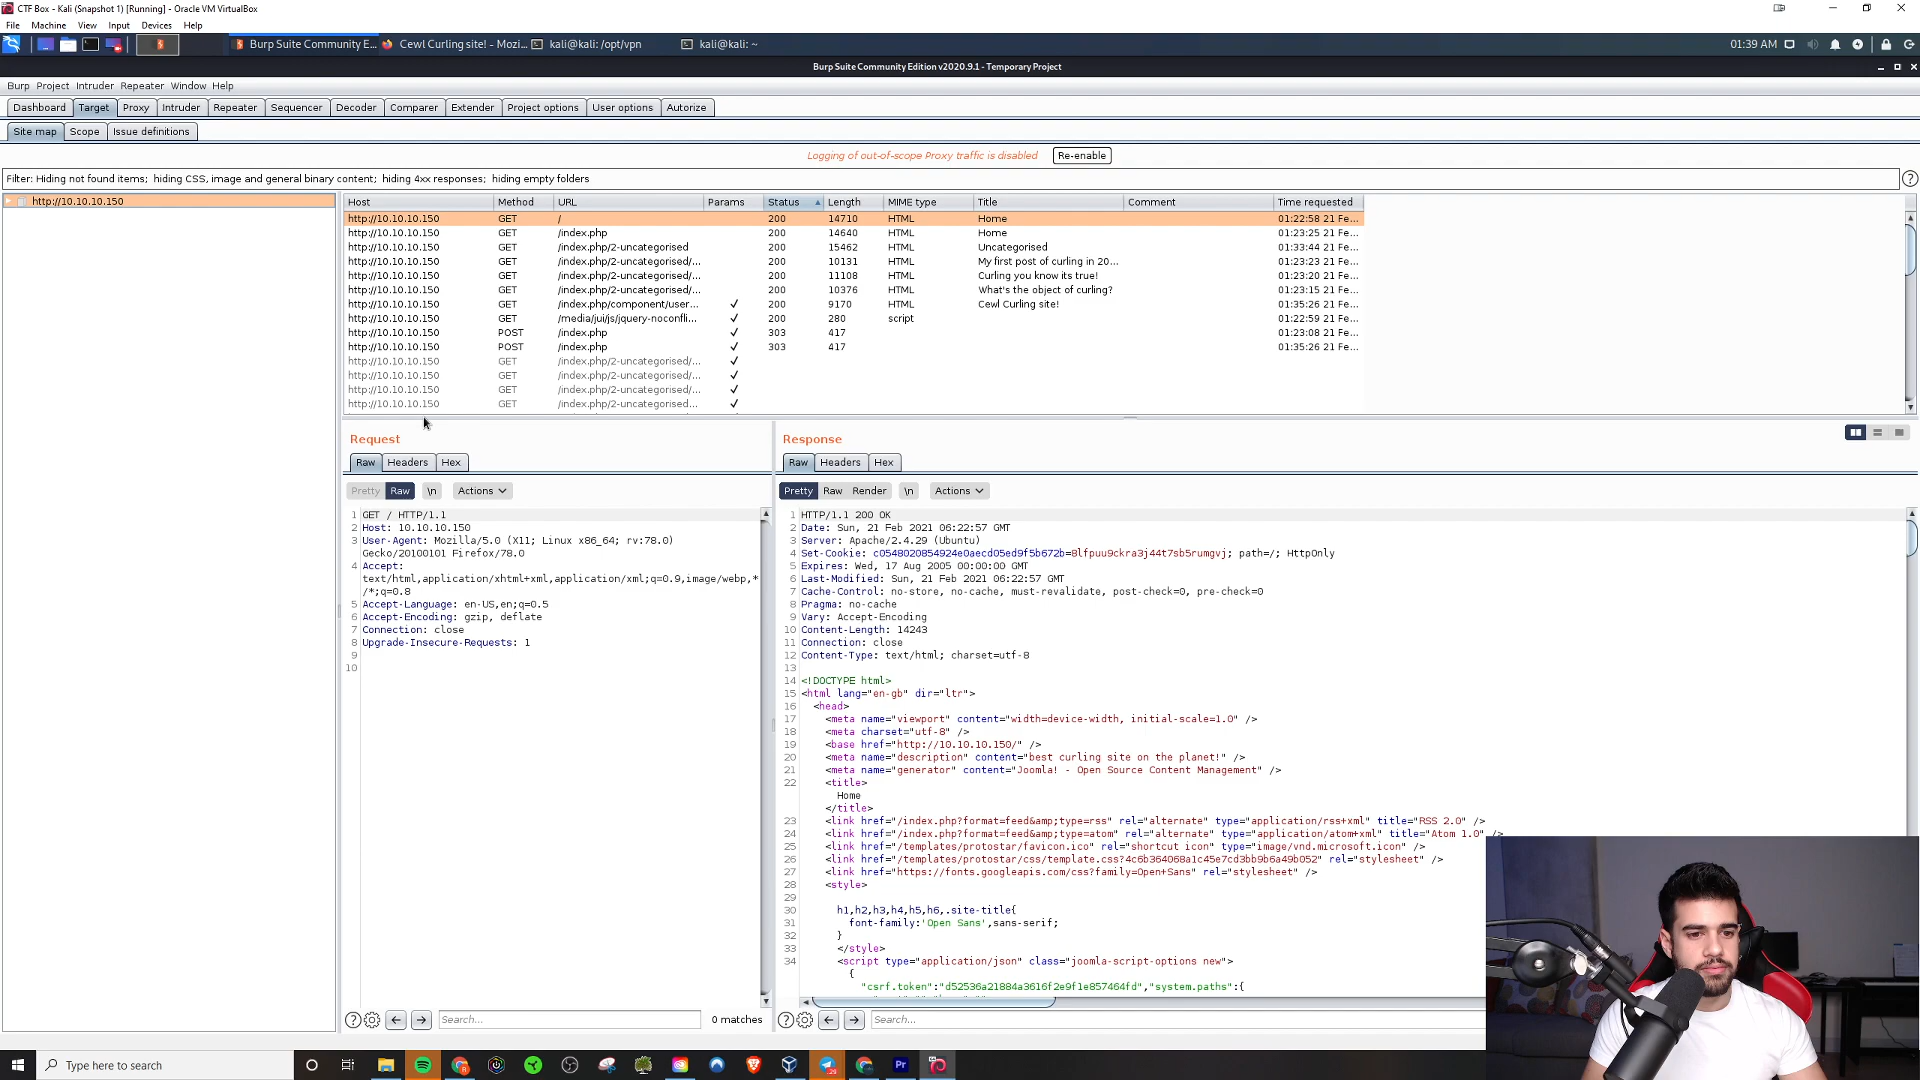 CTF Box - Kali (Snapshot 1) [Running] - Oracle VM VirtualBox
File Machine View Input Devices Help
Burp Suite Community E... Cewl Curling site! - Mozi... kali@kali: /opt/vpn kali@kali: ~ 01:39 AM
Burp Suite Community Edition v2020.9.1 - Temporary Project
Burp Project Intruder Repeater Window Help
Dashboard Target Proxy Intruder Repeater Sequencer Decoder Comparer Extender Project options User options Autorize
Site map Scope Issue definitions
Logging of out-of-scope Proxy traffic is disabled Re-enable
Filter: Hiding not found items; hiding CSS, image and general binary content; hiding 4xx responses; hiding empty folders
http://10.10.10.150
Host Method URL Params Status Length MIME type Title Comment Time requested
http://10.10.10.150 GET / 200 14710 HTML Home 01:22:58 21 Fe...
http://10.10.10.150 GET /index.php 200 14640 HTML Home 01:23:25 21 Fe...
http://10.10.10.150 GET /index.php/2-uncategorised 200 15462 HTML Uncategorised 01:33:44 21 Fe...
http://10.10.10.150 GET /index.php/2-uncategorised/... 200 10131 HTML My first post of curling in 20... 01:23:23 21 Fe...
http://10.10.10.150 GET /index.php/2-uncategorised/... 200 11108 HTML Curling you know its true! 01:23:20 21 Fe...
http://10.10.10.150 GET /index.php/2-uncategorised/... 200 10376 HTML What's the object of curling? 01:23:15 21 Fe...
http://10.10.10.150 GET /index.php/component/user... ✓ 200 9170 HTML Cewl Curling site! 01:35:26 21 Fe...
http://10.10.10.150 GET /media/jui/js/jquery-noconfli... ✓ 200 280 script 01:22:59 21 Fe...
http://10.10.10.150 POST /index.php ✓ 303 417 01:23:08 21 Fe...
http://10.10.10.150 POST /index.php ✓ 303 417 01:35:26 21 Fe...
http://10.10.10.150 GET /index.php/2-uncategorised/... ✓
http://10.10.10.150 GET /index.php/2-uncategorised/... ✓
http://10.10.10.150 GET /index.php/2-uncategorised/... ✓
http://10.10.10.150 GET /index.php/2-uncategorised... ✓
Request
Raw Headers Hex
Pretty Raw \n Actions
1 GET / HTTP/1.1
2 Host: 10.10.10.150
3 User-Agent: Mozilla/5.0 (X11; Linux x86_64; rv:78.0)
Gecko/20100101 Firefox/78.0
4 Accept:
text/html,application/xhtml+xml,application/xml;q=0.9,image/webp,*
/*;q=0.8
5 Accept-Language: en-US,en;q=0.5
6 Accept-Encoding: gzip, deflate
7 Connection: close
8 Upgrade-Insecure-Requests: 1
9
10
Search... 0 matches
Response
Raw Headers Hex
Pretty Raw Render \n Actions
1 HTTP/1.1 200 OK
2 Date: Sun, 21 Feb 2021 06:22:57 GMT
3 Server: Apache/2.4.29 (Ubuntu)
4 Set-Cookie: c0548020854924e0aecd05ed9f5b672b=8lfpuu9ckra3j44t7sb5rumgvj; path=/; HttpOnly
5 Expires: Wed, 17 Aug 2005 00:00:00 GMT
6 Last-Modified: Sun, 21 Feb 2021 06:22:57 GMT
7 Cache-Control: no-store, no-cache, must-revalidate, post-check=0, pre-check=0
8 Pragma: no-cache
9 Vary: Accept-Encoding
10 Content-Length: 14243
11 Connection: close
12 Content-Type: text/html; charset=utf-8
13
14 <!DOCTYPE html>
15 <html lang="en-gb" dir="ltr">
16 <head>
17 <meta name="viewport" content="width=device-width, initial-scale=1.0" />
18 <meta charset="utf-8" />
19 <base href="http://10.10.10.150/" />
20 <meta name="description" content="best curling site on the planet!" />
21 <meta name="generator" content="Joomla! - Open Source Content Management" />
22 <title>
Home
</title>
23 <link href="/index.php?format=feed&amp;type=rss" rel="alternate" type="application/rss+xml" title="RSS 2.0" />
24 <link href="/index.php?format=feed&amp;type=atom" rel="alternate" type="application/atom+xml" title="Atom 1.0" />
25 <link href="/templates/protostar/favicon.ico" rel="shortcut icon" type="image/vnd.microsoft.icon" />
26 <link href="/templates/protostar/css/template.css?4c6b364068a1c45e7cd3bb9b6a49b052" rel="stylesheet" />
27 <link href="https://fonts.googleapis.com/css?family=Open+Sans" rel="stylesheet" />
28 <style>
29
30 h1,h2,h3,h4,h5,h6,.site-title{
31 font-family:'Open Sans',sans-serif;
32 }
33 </style>
34 <script type="application/json" class="joomla-script-options new">
{
"csrf.token":"d52536a21884a3616f2e9f1e857464fd","system.paths":{
Search...
Type here to search